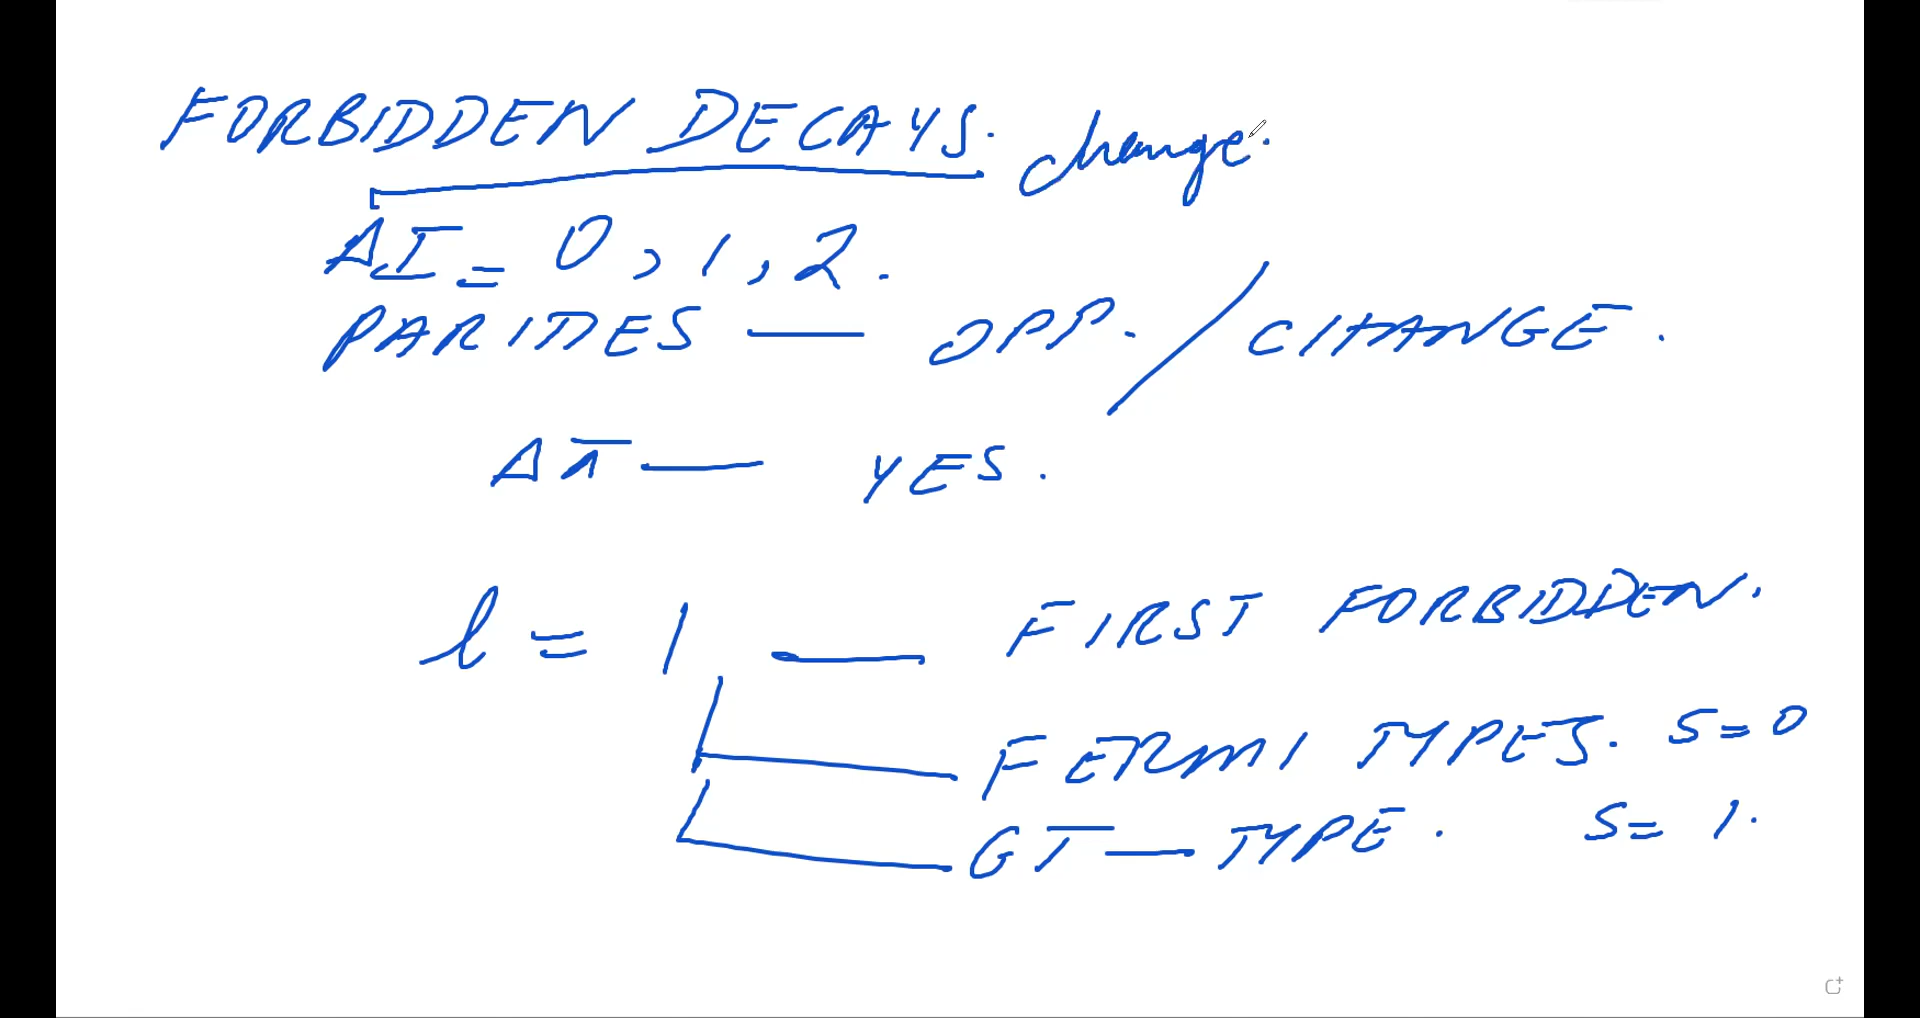 FORBIDDEN DECAYS. change.
ΔI = 0, 1, 2.
PARITIES — OPP. / CHANGE.
Δπ — YES.
l = 1 — FIRST FORBIDDEN.
FERMI TYPES. S = 0
GT — TYPE. S = 1.